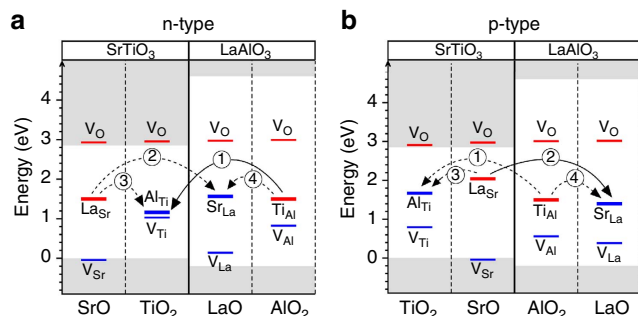 a n-type
SrTiO3 LaAlO3
Energy (eV)
4
3
2
1
0
VO VO VO VO
2 1
3 4
LaSr AlTi SrLa TiAl
VTi VAl
VSr VLa
SrO TiO2 LaO AlO2
b p-type
SrTiO3 LaAlO3
Energy (eV)
4
3
2
1
0
VO VO VO VO
1 2
3 4
AlTi LaSr TiAl SrLa
VTi VAl VLa
VSr
TiO2 SrO AlO2 LaO